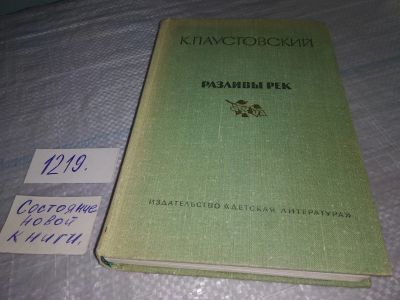 К. ПАУСТОВСКИЙ
РАЗЛИВЫ РЕК
ИЗДАТЕЛЬСТВО «ДЕТСКАЯ ЛИТЕРАТУРА»
1219.
Состояние
новой
книги.